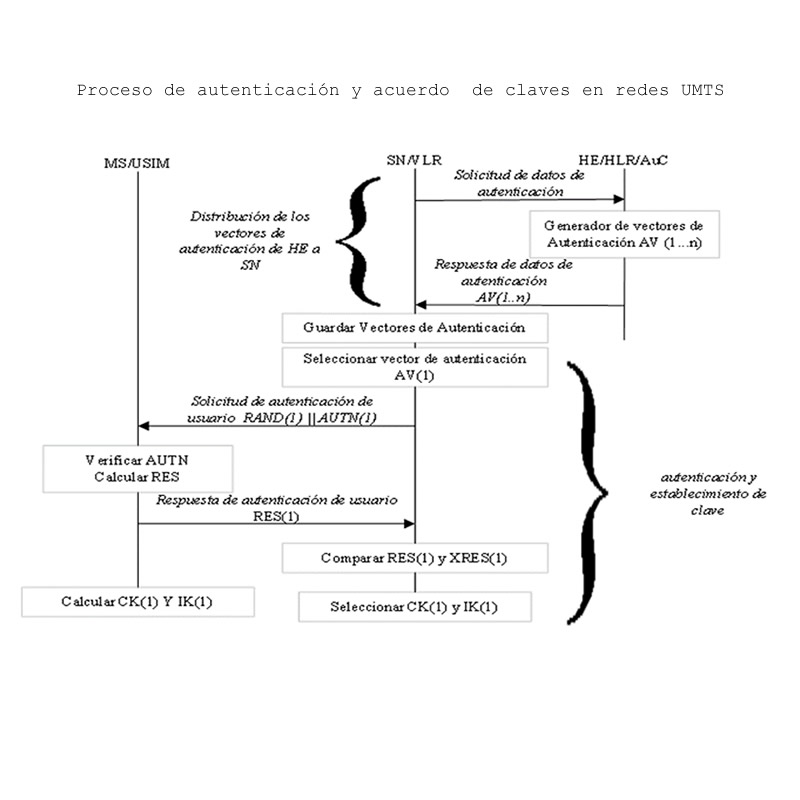 Proceso de autenticación y acuerdo de claves en redes UMTS
MS/USIM
SN/VLR
HE/HLR/AuC
Solicitud de datos de
autenticación
Distribución de los
vectores de
autenticación de HE a
SN
Generador de vectores de
Autenticación AV (1...n)
Respuesta de datos de
autenticación
AV(1..n)
Guardar Vectores de Autenticación
Seleccionar vector de autenticación
AV(1)
Solicitud de autenticación de
usuario RAND(1) ||AUTN(1)
Verificar AUTN
Calcular RES
autenticación y
establecimiento de
clave
Respuesta de autenticación de usuario
RES(1)
Comparar RES(1) y XRES(1)
Calcular CK(1) Y IK(1)
Seleccionar CK(1) y IK(1)